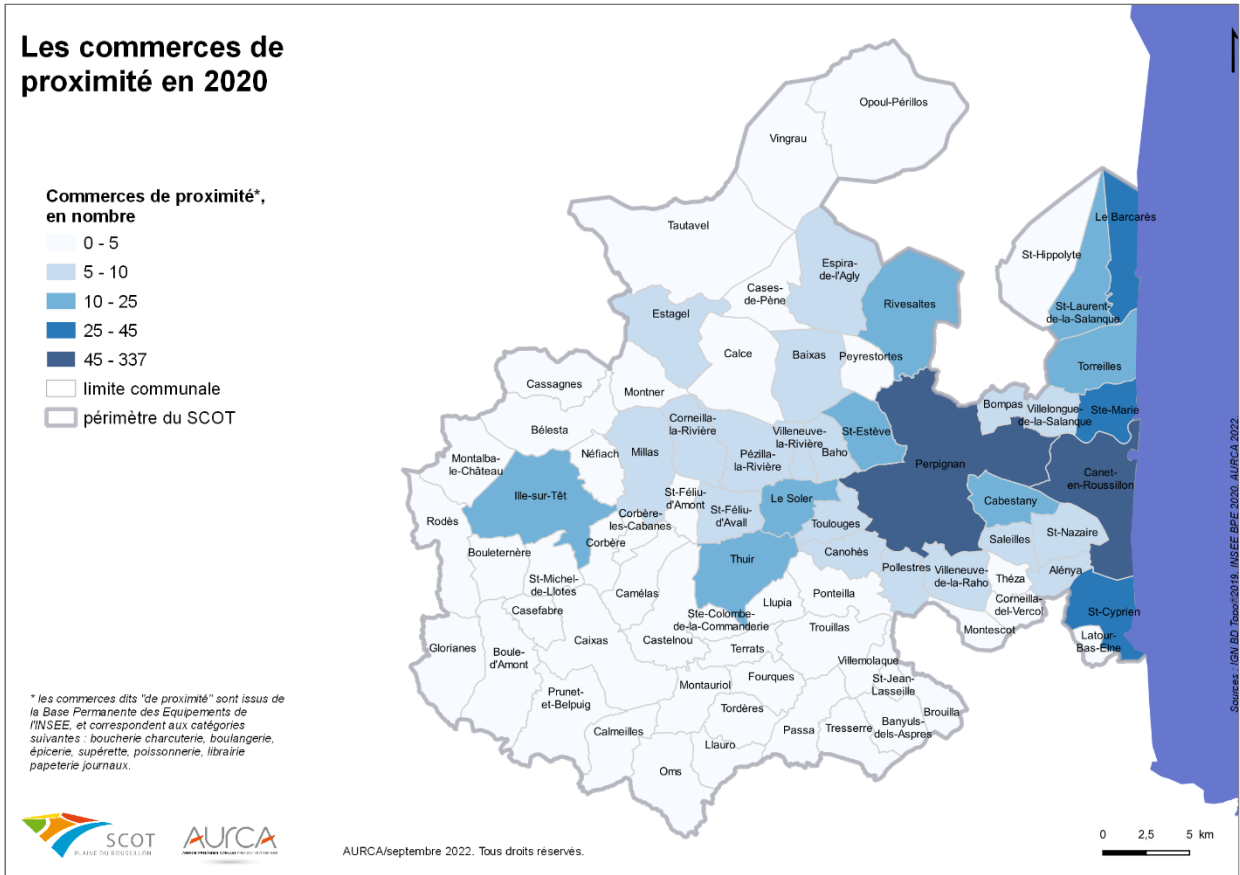 Les commerces de
proximité en 2020
Commerces de proximité*,
en nombre
0 - 5
5 - 10
10 - 25
25 - 45
45 - 337
limite communale
périmètre du SCOT
Opoul-Périllos
Vingrau
Tautavel
Le Barcarès
St-Hippolyte
Espira-
de-l'Agly
Cases-
de-Pène
Rivesaltes
St-Laurent-
de-la-Salanque
Estagel
Calce
Baixas
Peyrestortes
Torreilles
Cassagnes
Montner
Bélesta
Corneilla-
la-Rivière
Villeneuve-
la-Rivière
St-Estève
Bompas
Villelongue-
de-la-Salanque
Ste-Marie
Montalba-
le-Château
Néfiach
Millas
Pézilla-
la-Rivière
Baho
Perpignan
Canet-
en-Roussillon
Ille-sur-Têt
St-Féliu-
d'Amont
Le Soler
Cabestany
Rodès
Corbère-
les-Cabanes
St-Féliu-
d'Avall
Toulouges
St-Nazaire
Corbère
Saleilles
Bouleternère
Thuir
Canohès
Pollestres
Villeneuve-
de-la-Raho
Théza
Alénya
St-Michel-
de-Llotes
Camélas
Ponteilla
Corneilla-
del-Vercol
Casefabre
Ste-Colombe-
de-la-Commanderie
Llupia
St-Cyprien
Montescot
Latour-
Bas-Elne
Glorianes
Boule-
d'Amont
Caixas
Castelnou
Trouillas
Terrats
Villemolaque
Prunet-
et-Belpuig
Montauriol
Fourques
St-Jean-
Lasseille
Calmeilles
Tordères
Brouilla
Llauro
Passa
Tresserre
Banyuls-
dels-Aspres
Oms
* les commerces dits "de proximité" sont issus de
la Base Permanente des Equipements de
l'INSEE, et correspondent aux catégories
suivantes : boucherie charcuterie, boulangerie,
épicerie, supérette, poissonnerie, librairie
papeterie journaux.
SCOT
PLAINE DU ROUSSILLON
AURCA
AURCA/septembre 2022. Tous droits réservés.
0 2,5 5 km
Sources : IGN BD Topo®2019, INSEE BPE 2020, AURCA 2022